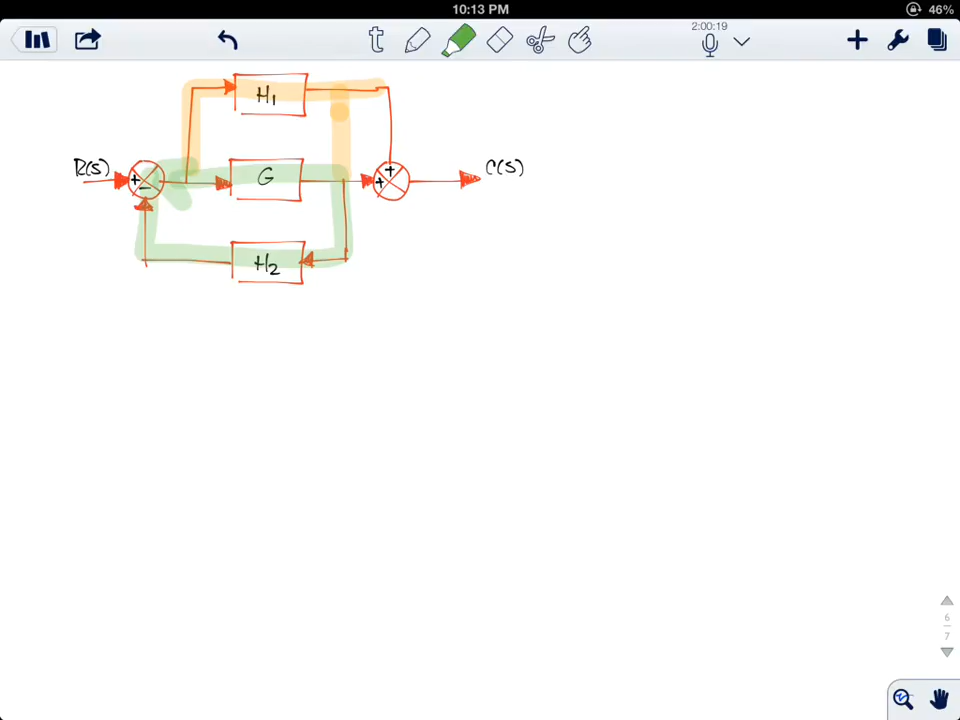 10:13 PM
46%
t
2:00:19
H1
+
R(s)
+
−
G
+
C(s)
H2
6
7